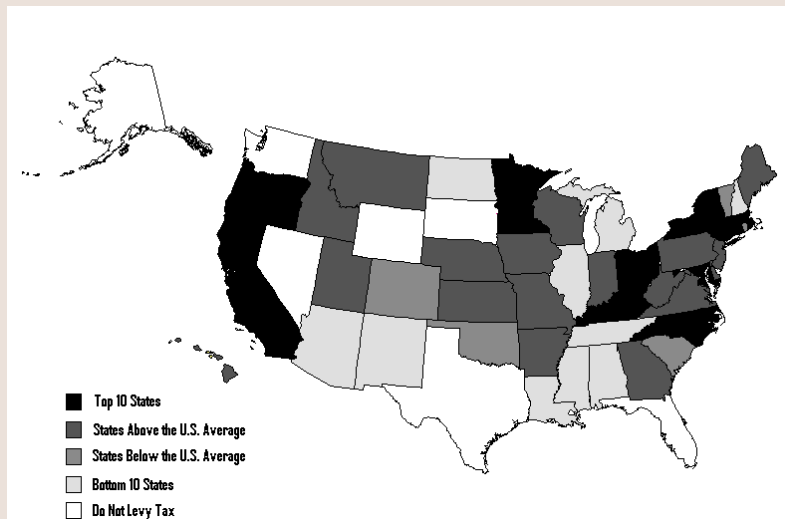 Top 10 States
States Above the U.S. Average
States Below the U.S. Average
Bottom 10 States
Do Not Levy Tax